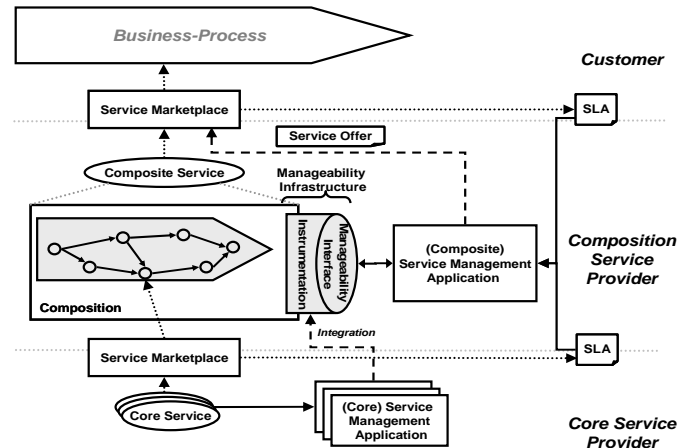 Business-Process
Customer
Service Marketplace
SLA
Service Offer
Composite Service
Manageability
Infrastructure
Instrumentation
Manageability
Interface
(Composite)
Service Management
Application
Composition
Service
Provider
Composition
Integration
Service Marketplace
SLA
Core Service
(Core) Service
Management
Application
Core Service
Provider